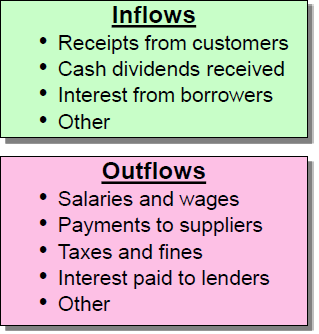 Inflows
• Receipts from customers
• Cash dividends received
• Interest from borrowers
• Other
Outflows
• Salaries and wages
• Payments to suppliers
• Taxes and fines
• Interest paid to lenders
• Other